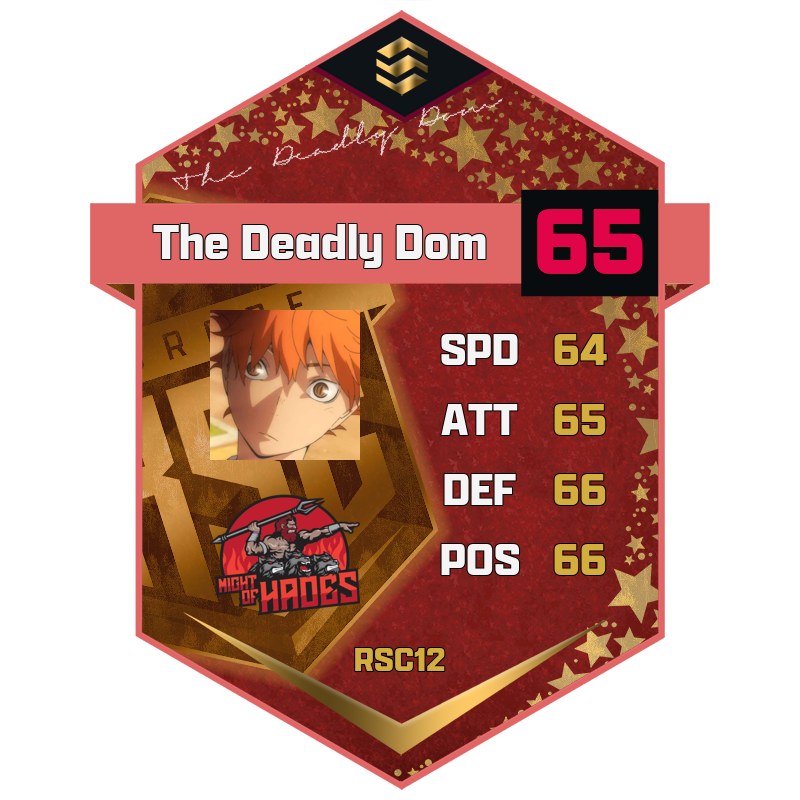 The Deadly Dom
The Deadly Dom
65
SPD 64
ATT 65
DEF 66
POS 66
MIGHT
OF HADES
RSC12